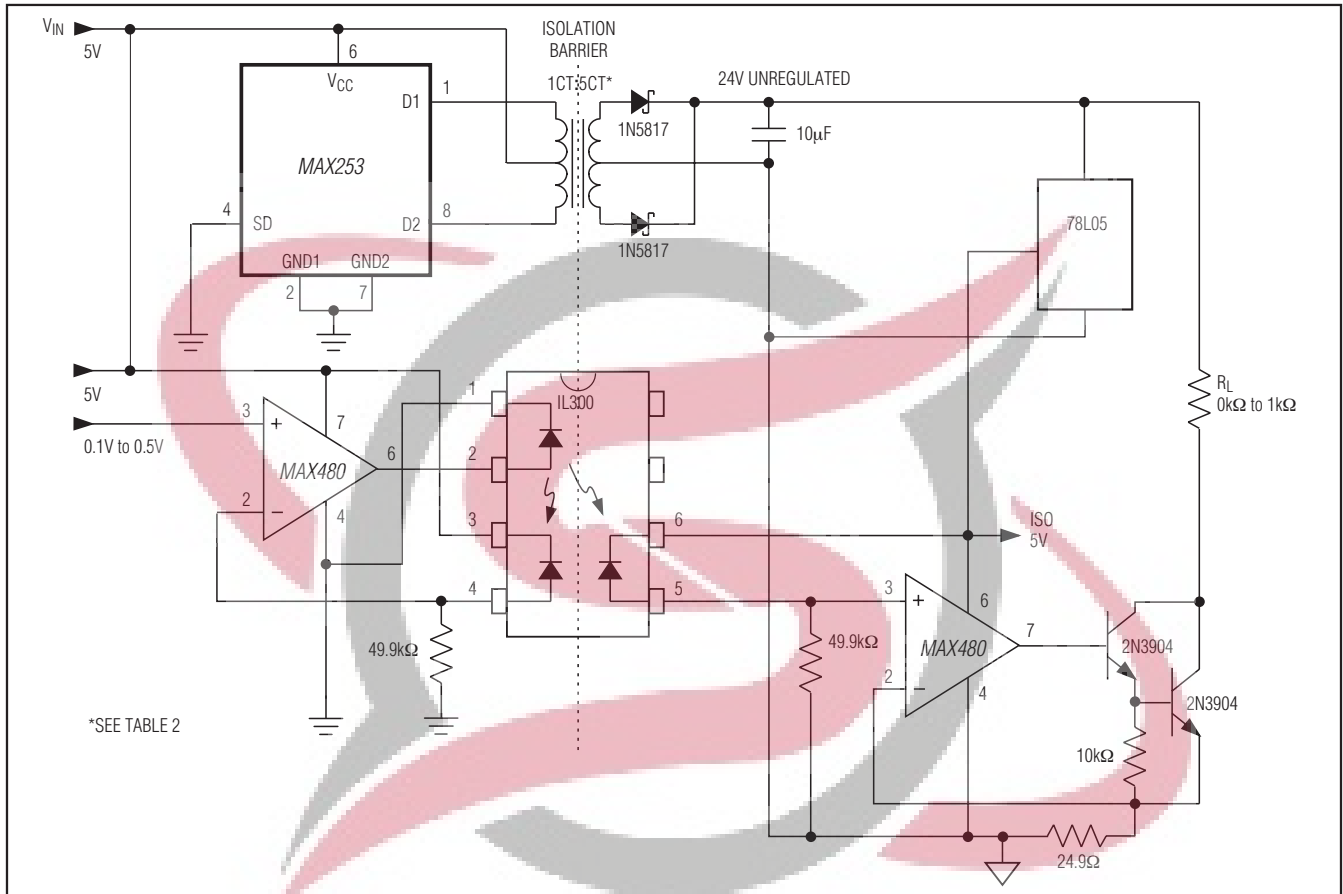 VIN
5V
ISOLATION
BARRIER
6
VCC
D1
1
1CT:5CT*
24V UNREGULATED
1N5817
10µF
MAX253
4
SD
D2
8
1N5817
78L05
GND1
GND2
2
7
5V
RL
0kΩ to 1kΩ
0.1V to 0.5V
3
+
7
MAX480
6
2
−
4
1
IL300
2
3
4
6
5
ISO
5V
49.9kΩ
49.9kΩ
3
+
6
MAX480
7
2
−
4
2N3904
2N3904
10kΩ
24.9Ω
*SEE TABLE 2